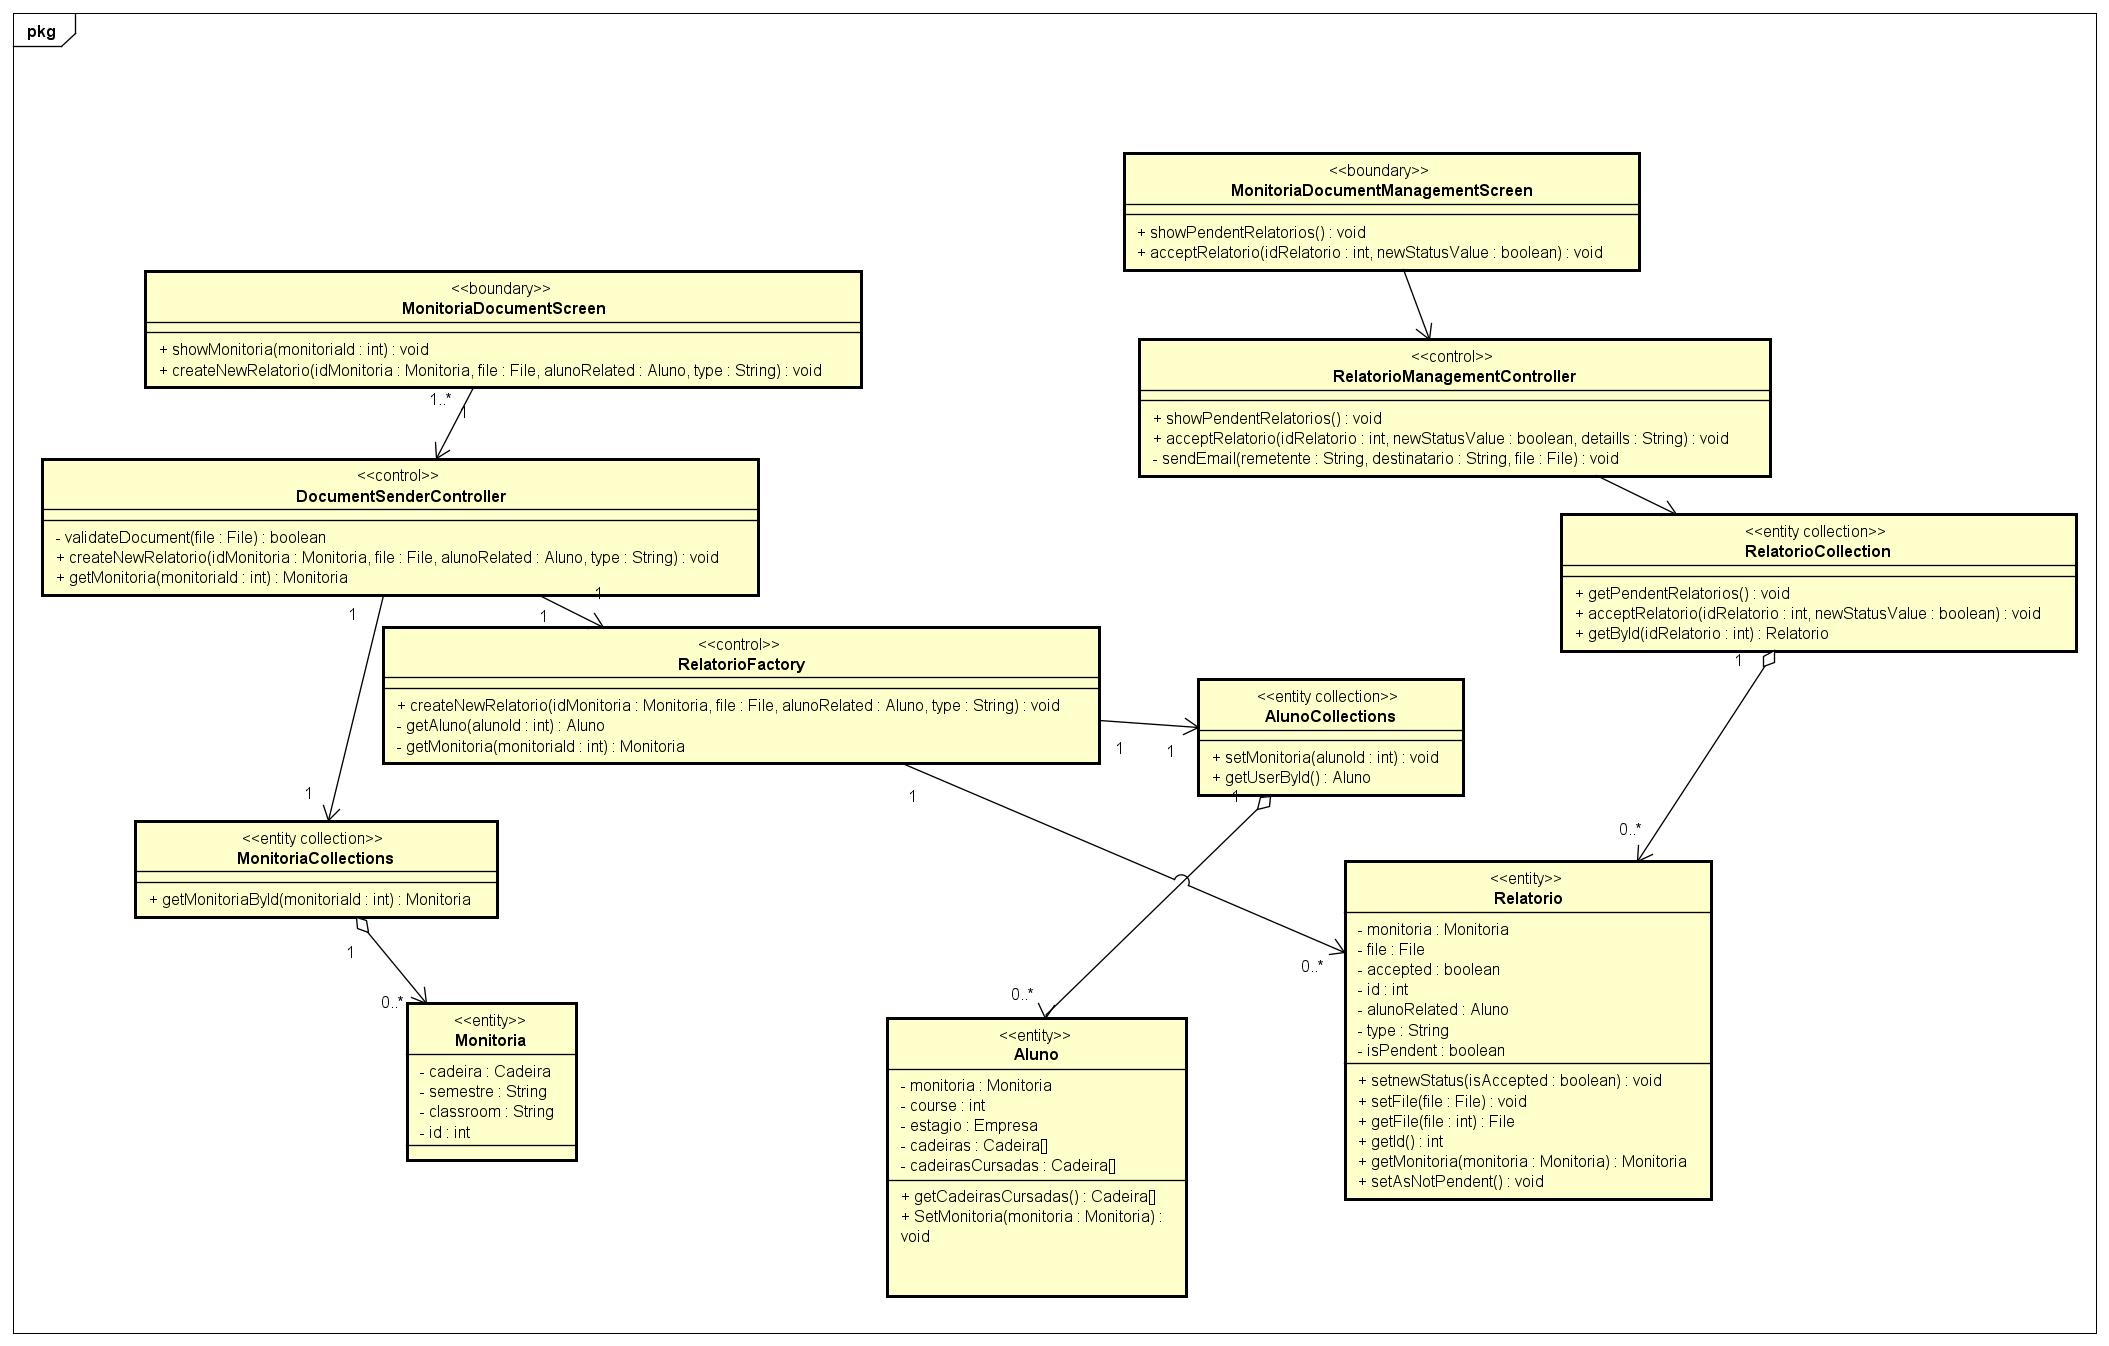 pkg
<<boundary>>
MonitoriaDocumentManagementScreen
+ showPendentRelatorios() : void
+ acceptRelatorio(idRelatorio : int, newStatusValue : boolean) : void
<<boundary>>
MonitoriaDocumentScreen
+ showMonitoria(monitoriaId : int) : void
+ createNewRelatorio(idMonitoria : Monitoria, file : File, alunoRelated : Aluno, type : String) : void
1..*
1
<<control>>
RelatorioManagementController
+ showPendentRelatorios() : void
+ acceptRelatorio(idRelatorio : int, newStatusValue : boolean, detaills : String) : void
- sendEmail(remetente : String, destinatario : String, file : File) : void
<<control>>
DocumentSenderController
- validateDocument(file : File) : boolean
+ createNewRelatorio(idMonitoria : Monitoria, file : File, alunoRelated : Aluno, type : String) : void
+ getMonitoria(monitoriaId : int) : Monitoria
1
1
1
1
<<entity collection>>
RelatorioCollection
+ getPendentRelatorios() : void
+ acceptRelatorio(idRelatorio : int, newStatusValue : boolean) : void
+ getById(idRelatorio : int) : Relatorio
1
0..*
<<control>>
RelatorioFactory
+ createNewRelatorio(idMonitoria : Monitoria, file : File, alunoRelated : Aluno, type : String) : void
- getAluno(alunoId : int) : Aluno
- getMonitoria(monitoriaId : int) : Monitoria
1
1
1
0..*
<<entity collection>>
AlunoCollections
+ setMonitoria(alunoId : int) : void
+ getUserById() : Aluno
1
0..*
<<entity collection>>
MonitoriaCollections
+ getMonitoriaById(monitoriaId : int) : Monitoria
1
0..*
<<entity>>
Monitoria
- cadeira : Cadeira
- semestre : String
- classroom : String
- id : int
<<entity>>
Aluno
- monitoria : Monitoria
- course : int
- estagio : Empresa
- cadeiras : Cadeira[]
- cadeirasCursadas : Cadeira[]
+ getCadeirasCursadas() : Cadeira[]
+ SetMonitoria(monitoria : Monitoria) :
void
<<entity>>
Relatorio
- monitoria : Monitoria
- file : File
- accepted : boolean
- id : int
- alunoRelated : Aluno
- type : String
- isPendent : boolean
+ setnewStatus(isAccepted : boolean) : void
+ setFile(file : File) : void
+ getFile(file : int) : File
+ getId() : int
+ getMonitoria(monitoria : Monitoria) : Monitoria
+ setAsNotPendent() : void